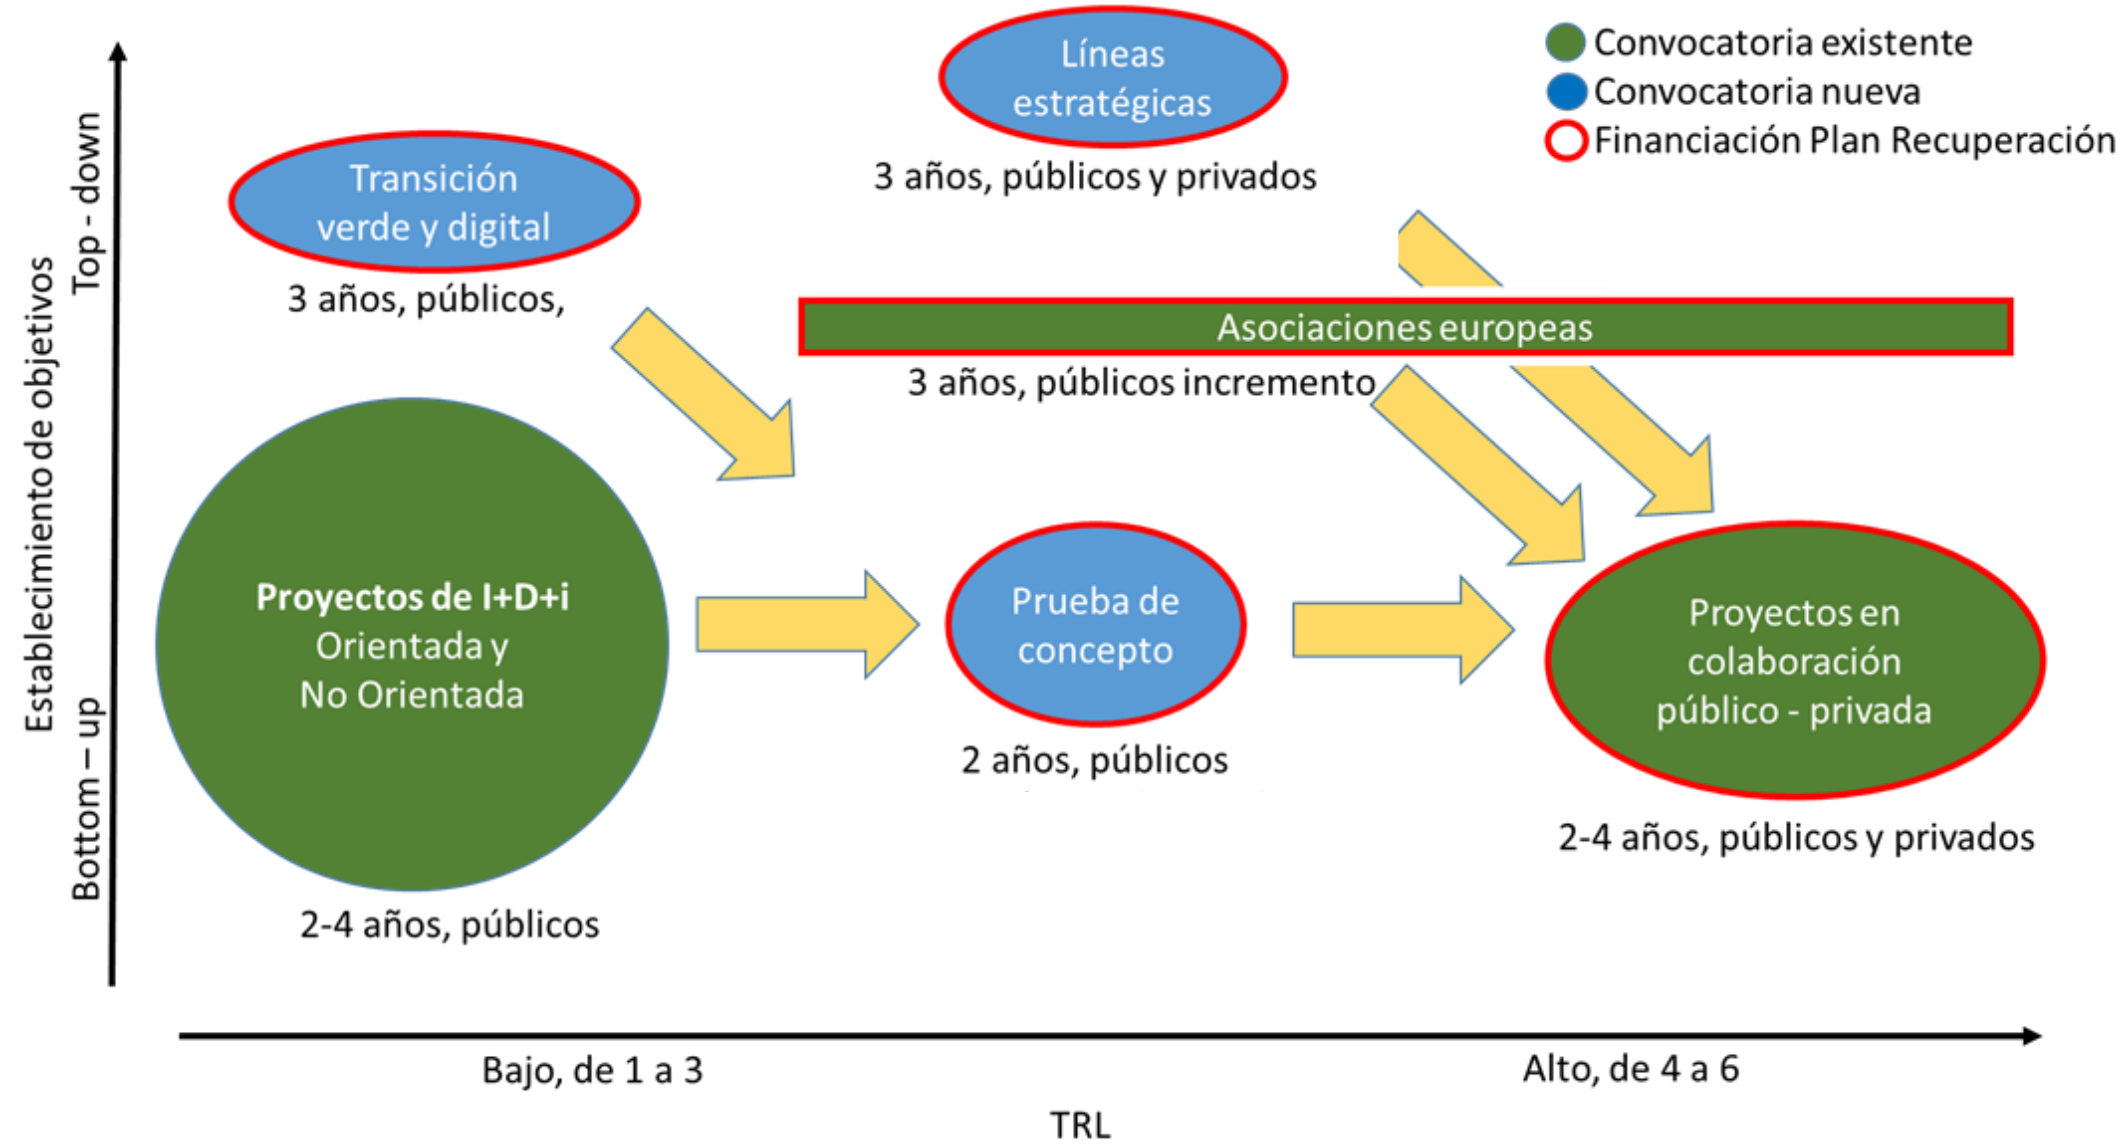 Líneas
estratégicas
3 años, públicos y privados
Convocatoria existente
Convocatoria nueva
Financiación Plan Recuperación
Establecimiento de objetivos
Top - down
Bottom – up
Transición
verde y digital
3 años, públicos,
Asociaciones europeas
3 años, públicos incremento
Proyectos de I+D+i
Orientada y
No Orientada
2-4 años, públicos
Prueba de
concepto
2 años, públicos
Proyectos en
colaboración
público - privada
2-4 años, públicos y privados
Bajo, de 1 a 3
Alto, de 4 a 6
TRL